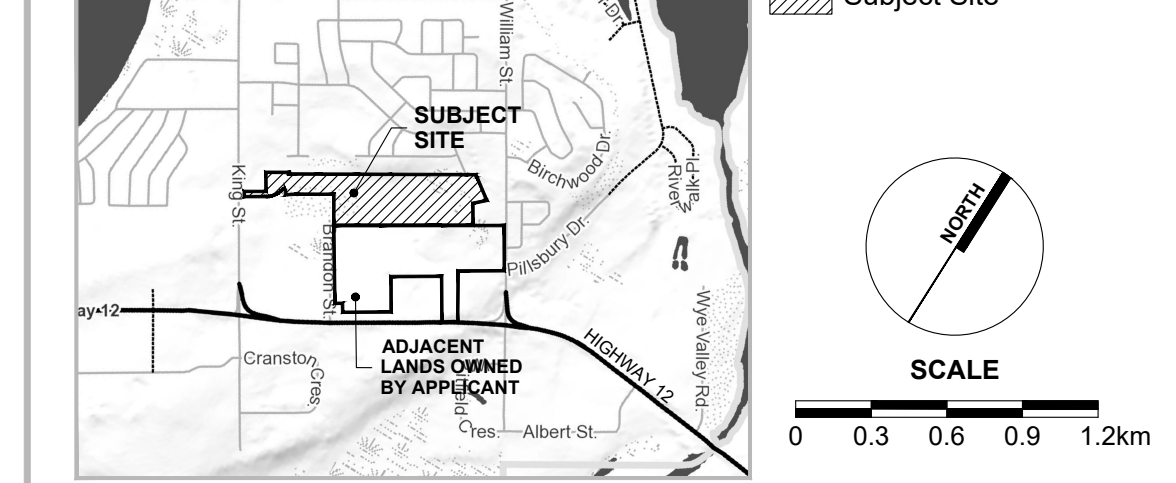 Subject Site
William St.
r-Dr.
SUBJECT
SITE
Birchwood Dr.
River Walk-Pl.
King-St.
Brandon-St.
Pillsbury Dr.
NORTH
ay-12
HIGHWAY 12
Wye-Valley-Rd
Cranston Cres.
ADJACENT
LANDS OWNED
BY APPLICANT
Cres.
Albert-St.
SCALE
0 0.3 0.6 0.9 1.2km